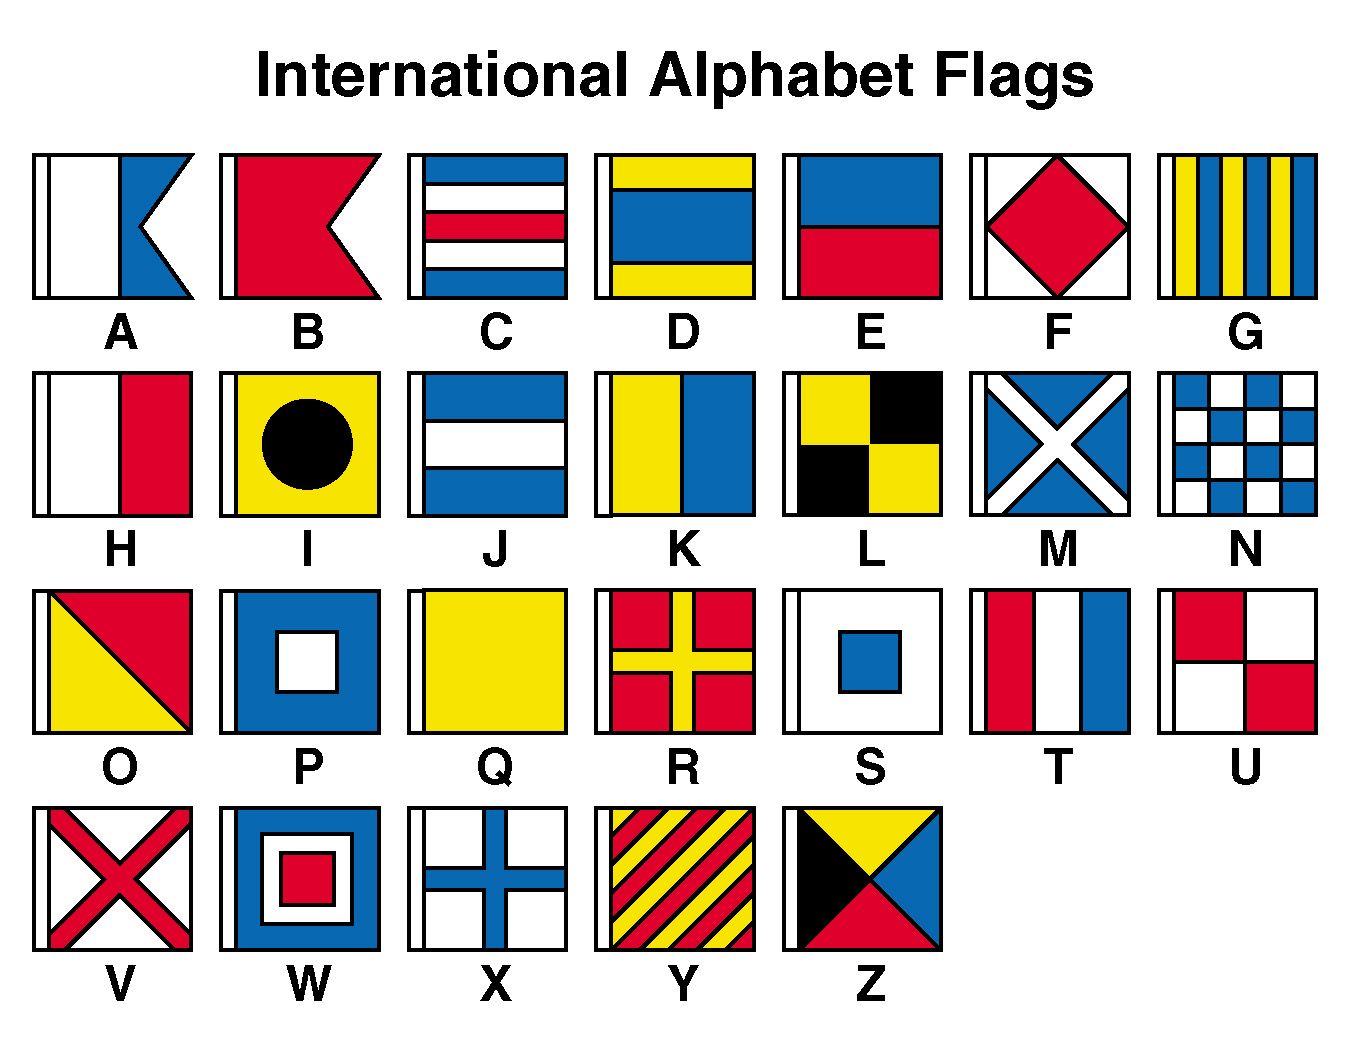 International Alphabet Flags
A B C D E F G
H I J K L M N
O P Q R S T U
V W X Y Z